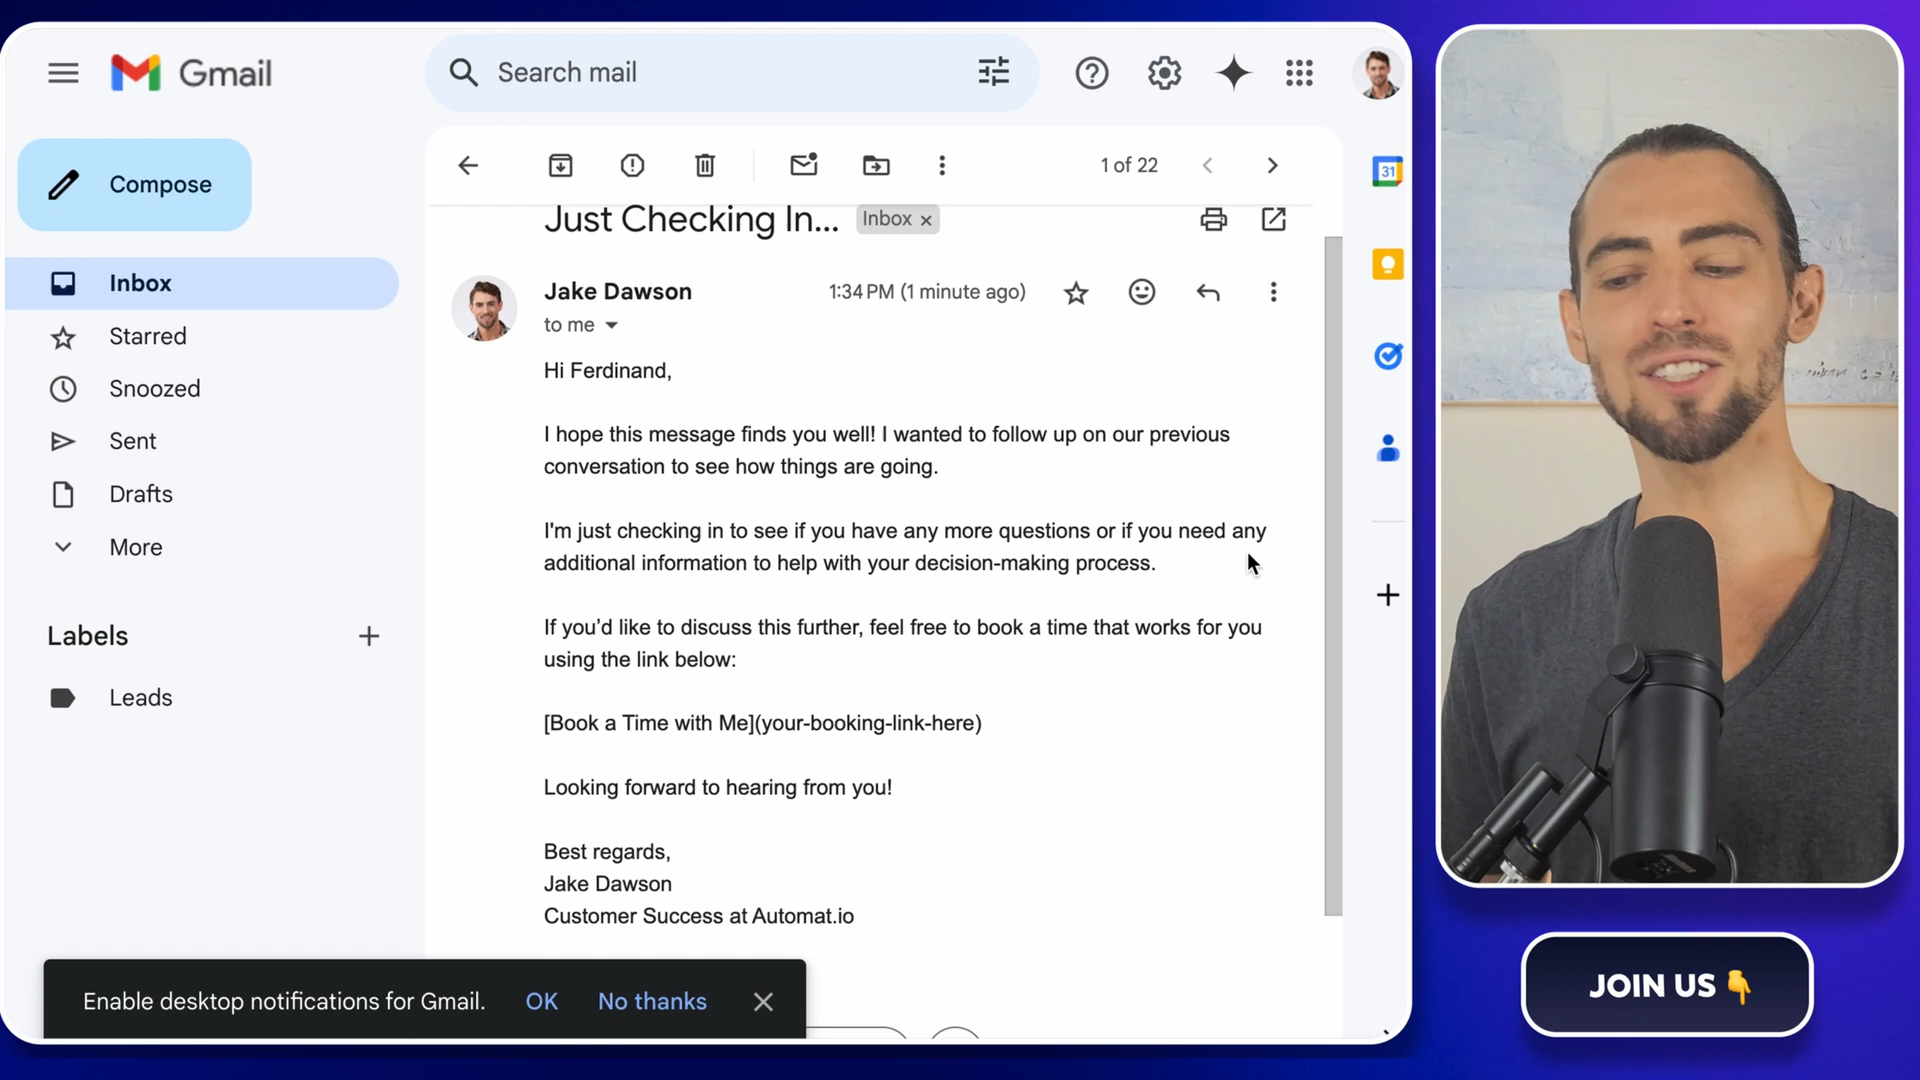 Gmail
Search mail
Compose
1 of 22
31
Just Checking In...
Inbox ×
Inbox
Jake Dawson
1:34 PM (1 minute ago)
to me
Starred
Hi Ferdinand,
Snoozed
I hope this message finds you well! I wanted to follow up on our previous
conversation to see how things are going.
Sent
Drafts
I'm just checking in to see if you have any more questions or if you need any
additional information to help with your decision-making process.
More
If you’d like to discuss this further, feel free to book a time that works for you
using the link below:
Labels
Leads
[Book a Time with Me](your-booking-link-here)
Looking forward to hearing from you!
Best regards,
Jake Dawson
Customer Success at Automat.io
Enable desktop notifications for Gmail. OK No thanks
JOIN US 👇